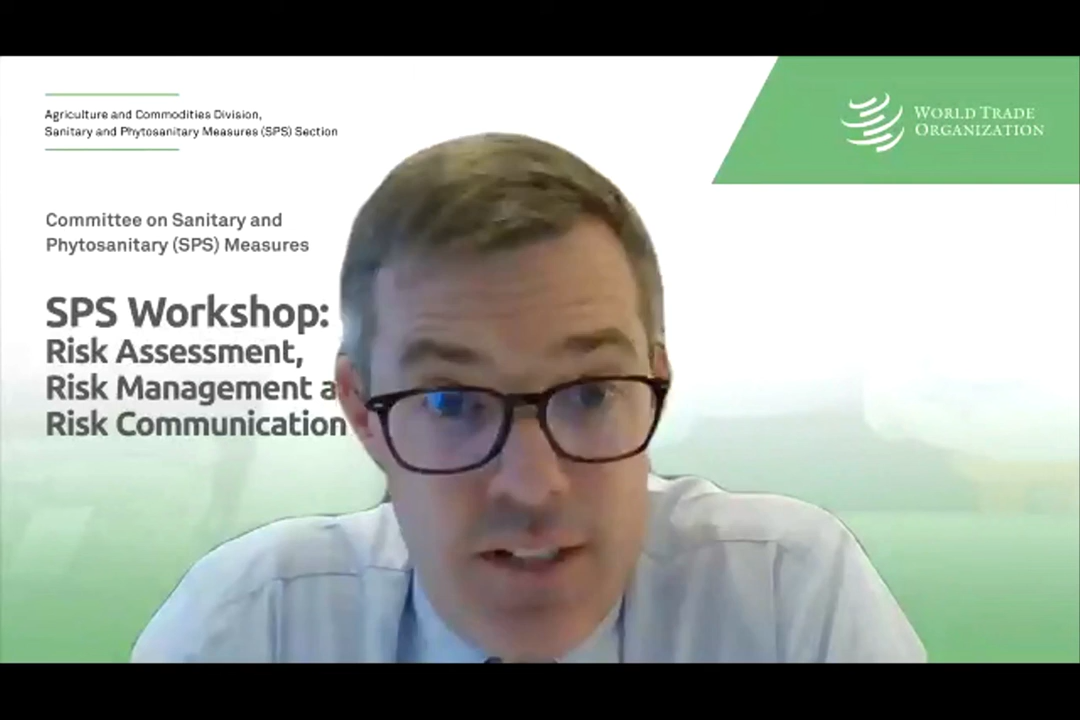 Agriculture and Commodities Division,
Sanitary and Phytosanitary Measures (SPS) Section
WORLD TRADE
ORGANIZATION
Committee on Sanitary and
Phytosanitary (SPS) Measures
SPS Workshop:
Risk Assessment,
Risk Management a
Risk Communication